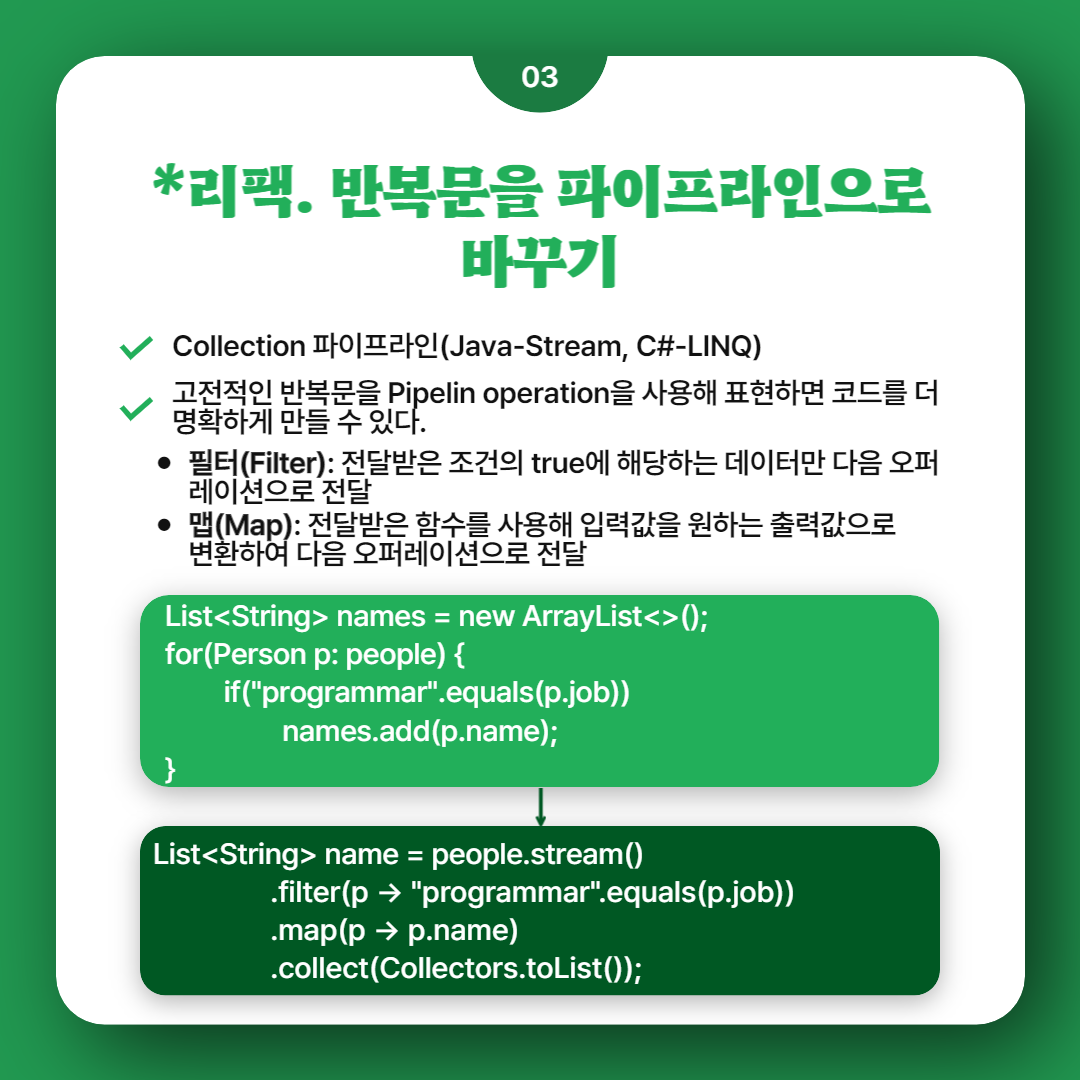 03
*리팩. 반복문을 파이프라인으로
바꾸기
Collection 파이프라인(Java-Stream, C#-LINQ)
고전적인 반복문을 Pipelin operation을 사용해 표현하면 코드를 더
명확하게 만들 수 있다.
필터(Filter): 전달받은 조건의 true에 해당하는 데이터만 다음 오퍼
레이션으로 전달
맵(Map): 전달받은 함수를 사용해 입력값을 원하는 출력값으로
변환하여 다음 오퍼레이션으로 전달
List<String> names = new ArrayList<>();
for(Person p: people) {
if("programmar".equals(p.job))
names.add(p.name);
}
List<String> name = people.stream()
.filter(p → "programmar".equals(p.job))
.map(p → p.name)
.collect(Collectors.toList());